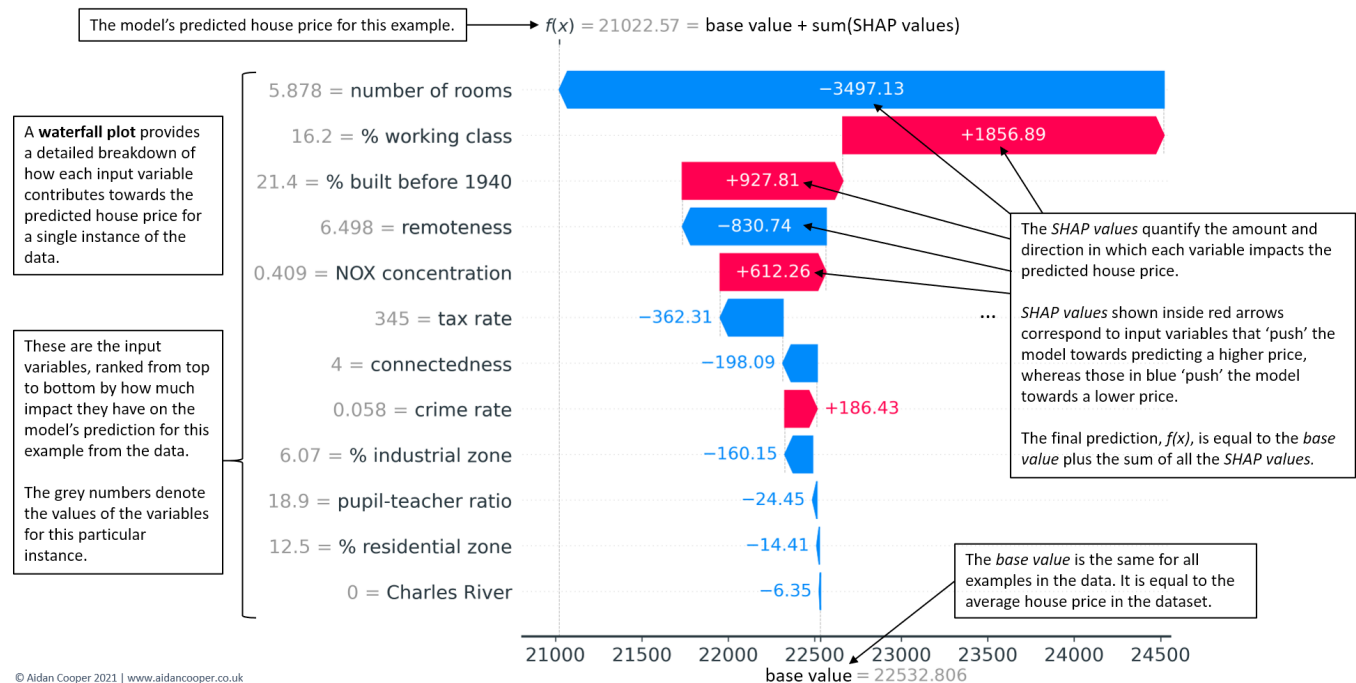 The model's predicted house price for this example.
f(x) = 21022.57 = base value + sum(SHAP values)
A waterfall plot provides
a detailed breakdown of
how each input variable
contributes towards the
predicted house price for
a single instance of the
data.
These are the input
variables, ranked from top
to bottom by how much
impact they have on the
model's prediction for this
example from the data.
The grey numbers denote
the values of the variables
for this particular
instance.
5.878 = number of rooms
−3497.13
16.2 = % working class
+1856.89
21.4 = % built before 1940
+927.81
6.498 = remoteness
−830.74
0.409 = NOX concentration
+612.26
345 = tax rate
−362.31
...
4 = connectedness
−198.09
0.058 = crime rate
+186.43
6.07 = % industrial zone
−160.15
18.9 = pupil-teacher ratio
−24.45
12.5 = % residential zone
−14.41
0 = Charles River
−6.35
The SHAP values quantify the amount and
direction in which each variable impacts the
predicted house price.
SHAP values shown inside red arrows
correspond to input variables that 'push' the
model towards predicting a higher price,
whereas those in blue 'push' the model
towards a lower price.
The final prediction, f(x), is equal to the base
value plus the sum of all the SHAP values.
The base value is the same for all
examples in the data. It is equal to the
average house price in the dataset.
21000 21500 22000 22500 23000 23500 24000 24500
base value = 22532.806
© Aidan Cooper 2021 | www.aidancooper.co.uk